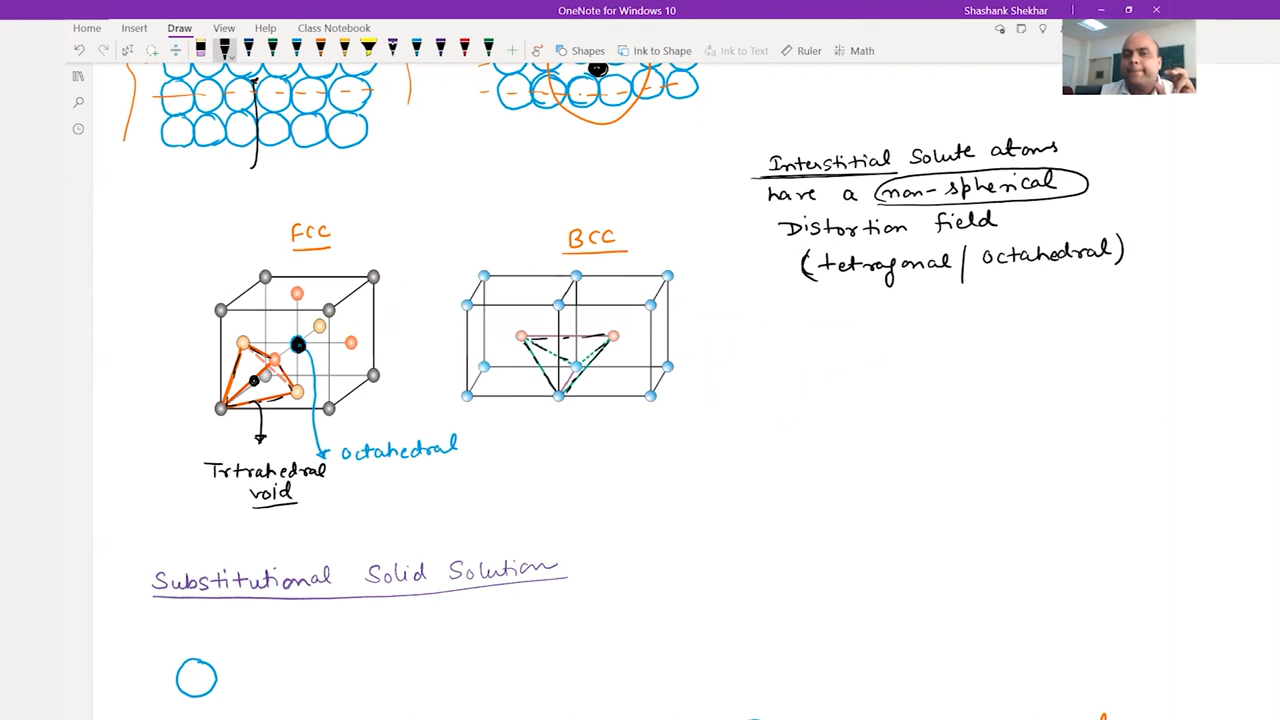 OneNote for Windows 10
Shashank Shekhar
Home
Insert
Draw
View
Help
Class Notebook
Shapes
Ink to Shape
Ink to Text
Ruler
Math
Interstitial Solute atoms
have a non-spherical
Distortion field
(tetragonal / octahedral)
FCC
BCC
octahedral
Trtrahedral
void
Substitutional Solid Solution